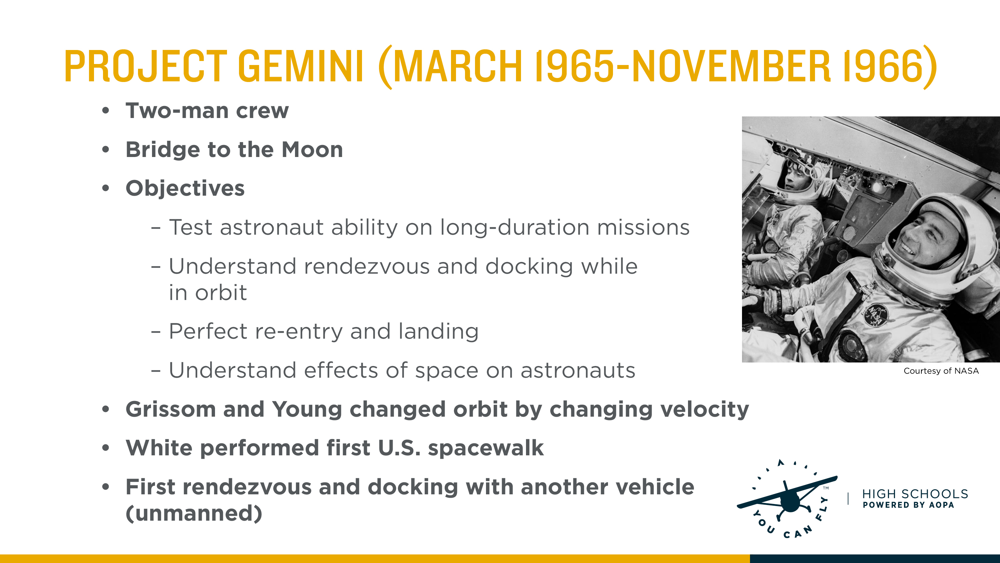 PROJECT GEMINI (MARCH 1965-NOVEMBER 1966)
• Two-man crew
• Bridge to the Moon
• Objectives
– Test astronaut ability on long-duration missions
– Understand rendezvous and docking while
in orbit
– Perfect re-entry and landing
– Understand effects of space on astronauts
• Grissom and Young changed orbit by changing velocity
• White performed first U.S. spacewalk
• First rendezvous and docking with another vehicle
(unmanned)
NASA
Courtesy of NASA
YOU CAN FLY
TM
HIGH SCHOOLS
POWERED BY AOPA